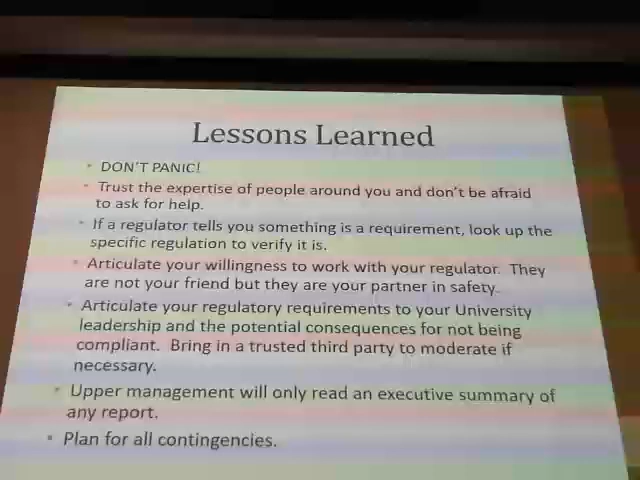 Lessons Learned
DON'T PANIC!
Trust the expertise of people around you and don't be afraid
to ask for help.
If a regulator tells you something is a requirement, look up the
specific regulation to verify it is.
Articulate your willingness to work with your regulator.  They
are not your friend but they are your partner in safety.
Articulate your regulatory requirements to your University
leadership and the potential consequences for not being
compliant.  Bring in a trusted third party to moderate if
necessary.
Upper management will only read an executive summary of
any report.
Plan for all contingencies.